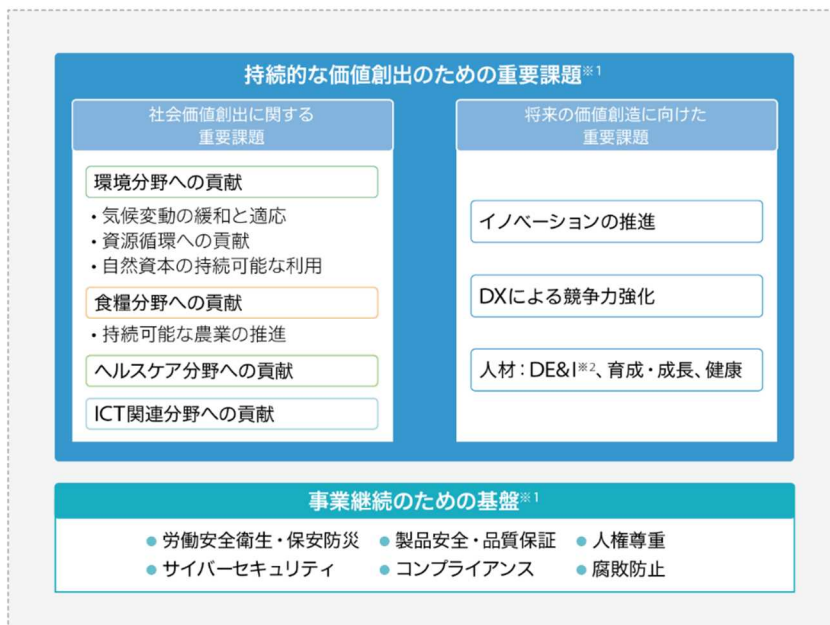 持続的な価値創出のための重要課題※1
社会価値創出に関する
重要課題
環境分野への貢献
・気候変動の緩和と適応
・資源循環への貢献
・自然資本の持続可能な利用
食糧分野への貢献
・持続可能な農業の推進
ヘルスケア分野への貢献
ICT関連分野への貢献
将来の価値創造に向けた
重要課題
イノベーションの推進
DXによる競争力強化
人材：DE&I※2、育成・成長、健康
事業継続のための基盤※1
● 労働安全衛生・保安防災 ● 製品安全・品質保証 ● 人権尊重
● サイバーセキュリティ ● コンプライアンス ● 腐敗防止